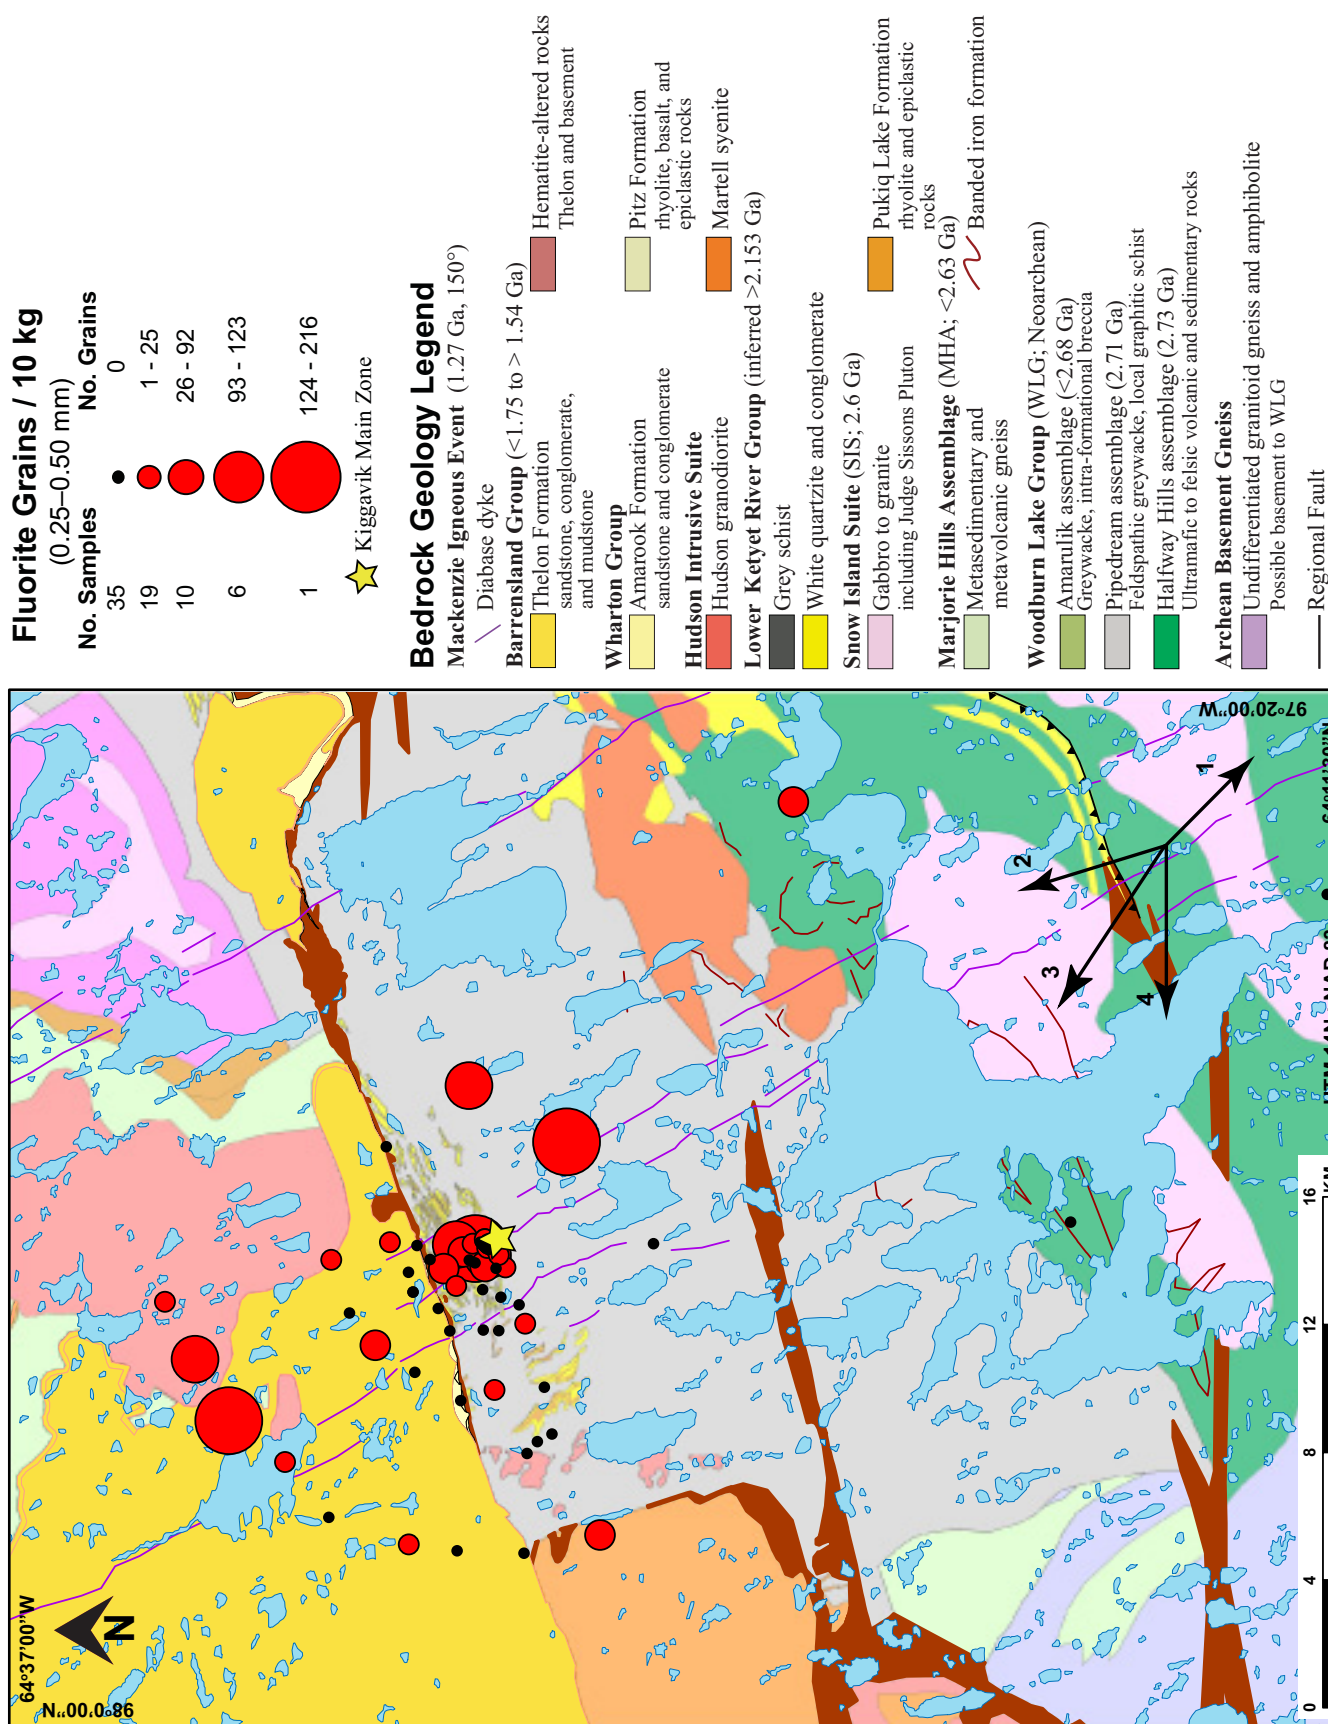 Fluorite Grains / 10 kg
(0.25–0.50 mm)
No. Samples No. Grains
35 0
19 1 - 25
10 26 - 92
6 93 - 123
1 124 - 216
Kiggavik Main Zone
Bedrock Geology Legend
Mackenzie Igneous Event (1.27 Ga, 150°)
Diabase dyke
Barrensland Group (<1.75 to > 1.54 Ga)
Thelon Formation
sandstone, conglomerate,
and mudstone
Hematite-altered rocks
Thelon and basement
Wharton Group
Amarook Formation
sandstone and conglomerate
Pitz Formation
rhyolite, basalt, and
epiclastic rocks
Hudson Intrusive Suite
Hudson granodiorite
Martell syenite
Lower Ketyet River Group (inferred >2.153 Ga)
Grey schist
White quartzite and conglomerate
Snow Island Suite (SIS; 2.6 Ga)
Gabbro to granite
including Judge Sissons Pluton
Pukiq Lake Formation
rhyolite and epiclastic
rocks
Marjorie Hills Assemblage (MHA; <2.63 Ga)
Metasedimentary and
metavolcanic gneiss
Banded iron formation
Woodburn Lake Group (WLG; Neoarchean)
Amarulik assemblage (<2.68 Ga)
Greywacke, intra-formational breccia
Pipedream assemblage (2.71 Ga)
Feldspathic greywacke, local graphitic schist
Halfway Hills assemblage (2.73 Ga)
Ultramafic to felsic volcanic and sedimentary rocks
Archean Basement Gneiss
Undifferentiated granitoid gneiss and amphibolite
Possible basement to WLG
Regional Fault
64°37'00"W
98°0'00"N
N
97°20'00"W
1
2
3
4
0 4 8 12 16
KM